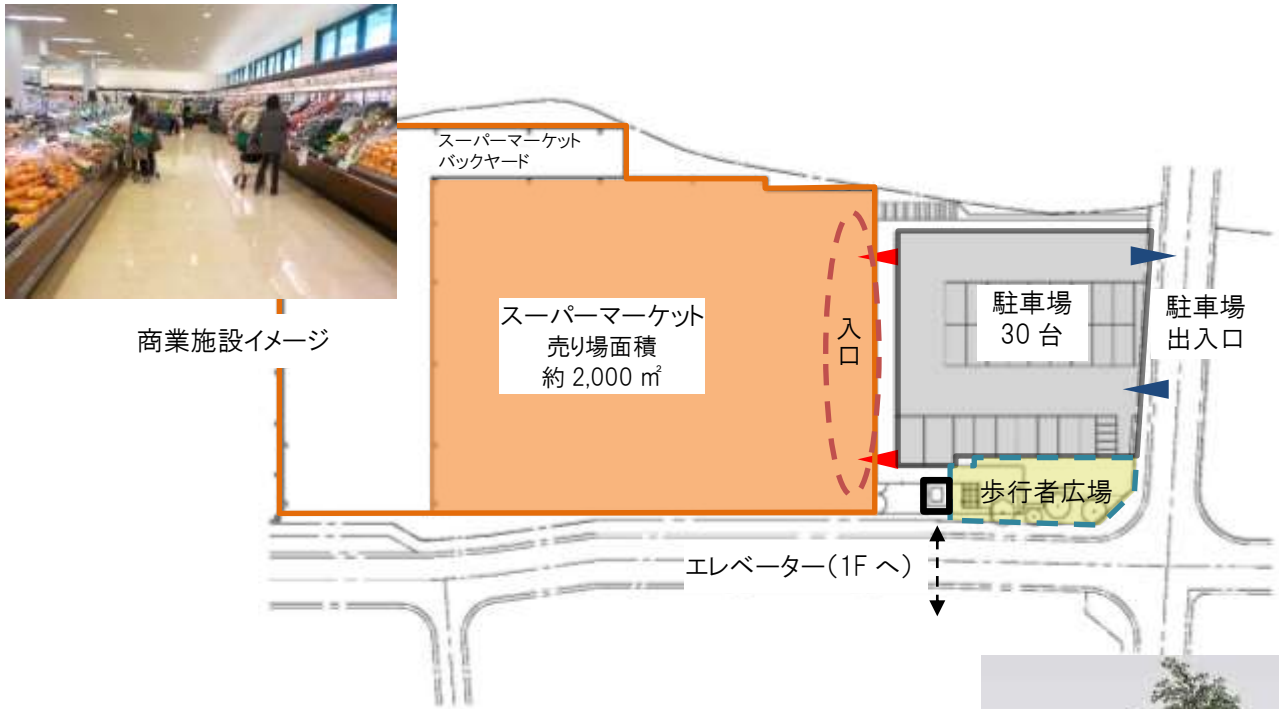 スーパーマーケット
バックヤード
スーパーマーケット
売り場面積
約 2,000 ㎡
入
口
駐車場
30 台
駐車場
出入口
商業施設イメージ
歩行者広場
エレベーター(1F へ)